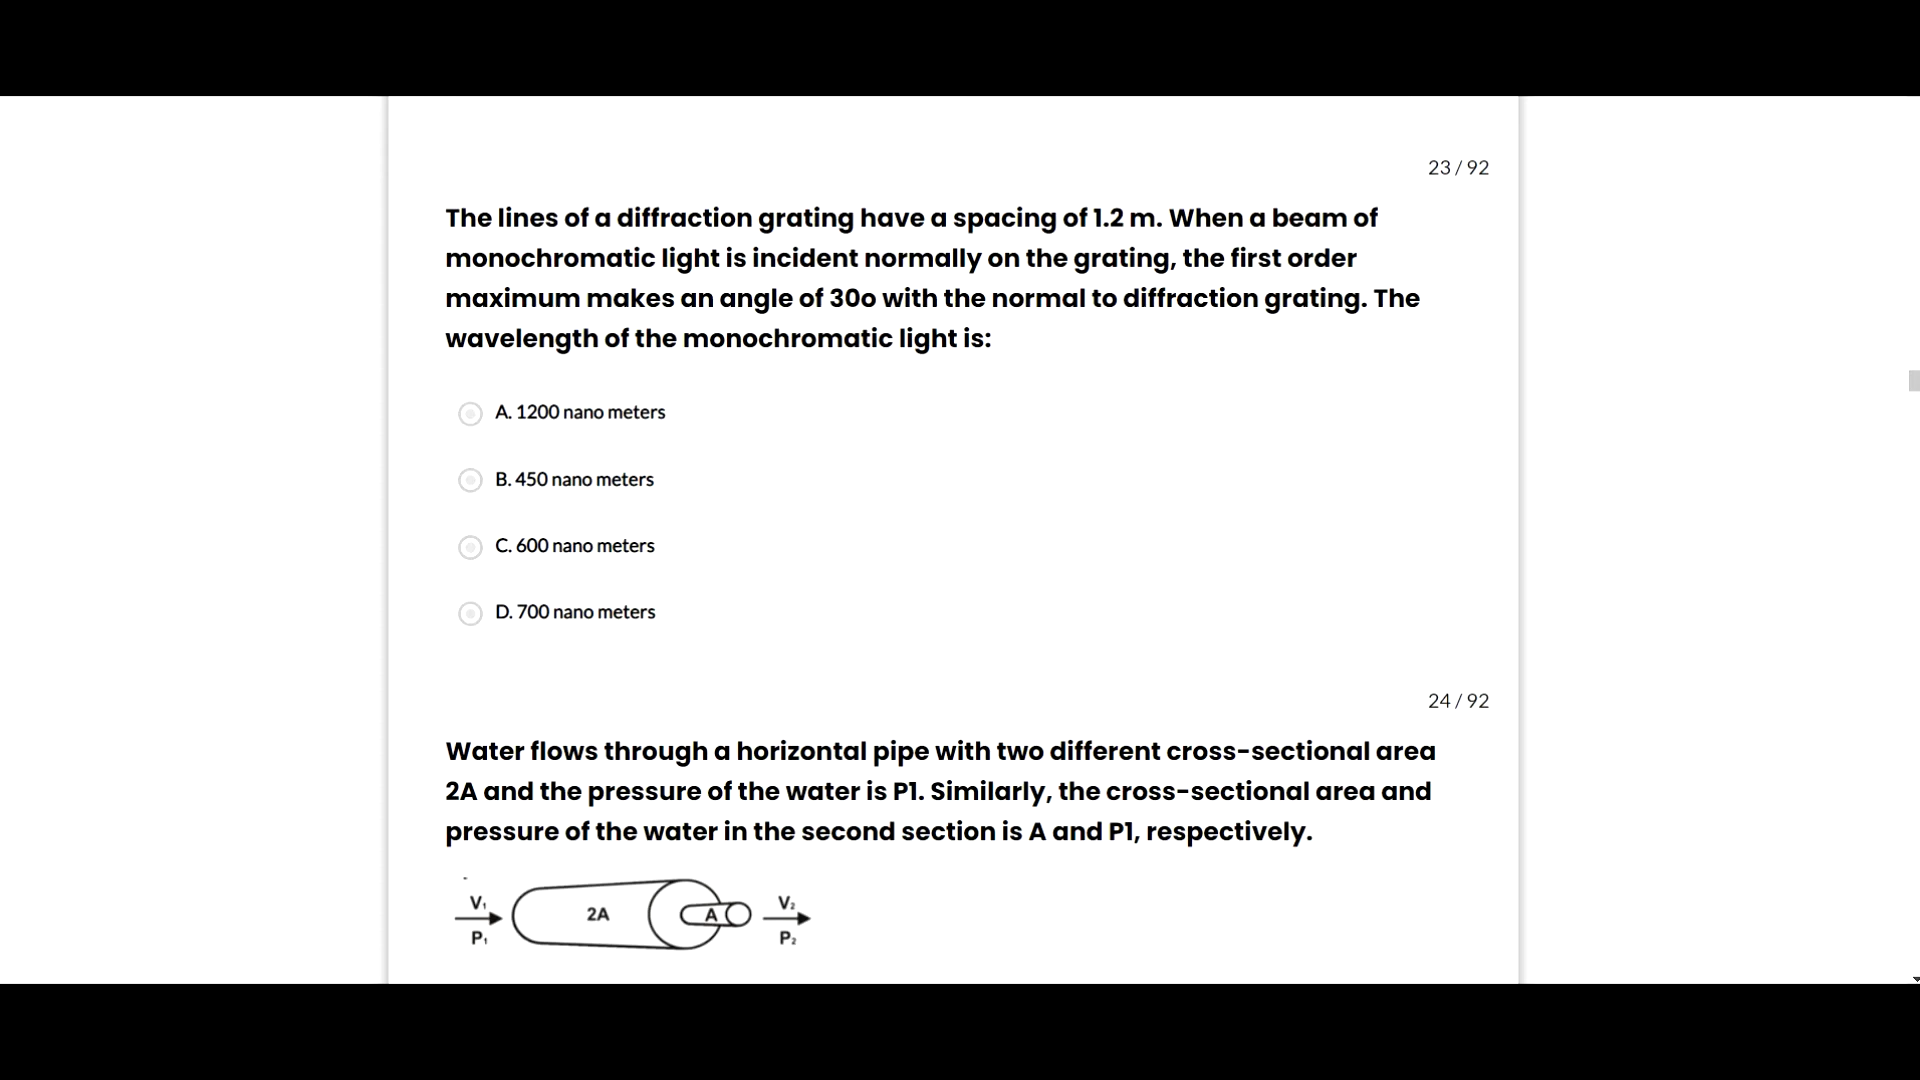 23 / 92
The lines of a diffraction grating have a spacing of 1.2 m. When a beam of
monochromatic light is incident normally on the grating, the first order
maximum makes an angle of 30o with the normal to diffraction grating. The
wavelength of the monochromatic light is:
A. 1200 nano meters
B. 450 nano meters
C. 600 nano meters
D. 700 nano meters
24 / 92
Water flows through a horizontal pipe with two different cross-sectional area
2A and the pressure of the water is P1. Similarly, the cross-sectional area and
pressure of the water in the second section is A and P1, respectively.
V₁ 2A A V₂
P₁ P₂